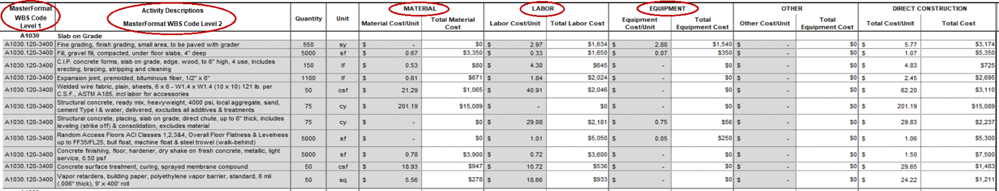 MasterFormat WBS Code Level 1 | Activity Descriptions MasterFormat WBS Code Level 2 | Quantity | Unit | MATERIAL | LABOR | EQUIPMENT | OTHER | DIRECT CONSTRUCTION
Material Cost/Unit | Total Material Cost | Labor Cost/Unit | Total Labor Cost | Equipment Cost/Unit | Total Equipment Cost | Other Cost/Unit | Total Equipment Cost | Total Cost/Unit | Total Cost
A1030 Slab on Grade
A1030.120-3400 Fine grading, finish grading, small area, to be paved with grader 550 sy $ - $0 $ 2.97 $1,634 $ 2.80 $1,540 $ - $0 $ 5.77 $3,174
A1030.120-3400 Fill, gravel fill, compacted, under floor slabs, 4" deep 5000 sf $ 0.67 $3,350 $ 0.33 $1,650 $ 0.07 $350 $ - $0 $ 1.07 $5,350
A1030.120-3400 C.I.P. concrete forms, slab on grade, edge, wood, to 6" high, 4 use, includes
erecting, bracing, stripping and cleaning 150 lf $ 0.53 $80 $ 4.30 $645 $ - $0 $ - $0 $ 4.83 $725
A1030.120-3400 Expansion joint, premolded, bituminous fiber, 1/2" x 6" 1100 lf $ 0.61 $671 $ 1.84 $2,024 $ - $0 $ - $0 $ 2.45 $2,695
A1030.120-3400 Welded wire fabric, plain, sheets, 6 x 6 - W1.4 x W1.4 (10 x 10) 121 lb. per
C.S.F., ASTM A185, incl labor for accessories 50 csf $ 21.29 $1,065 $ 40.91 $2,046 $ - $0 $ - $0 $ 62.20 $3,110
A1030.120-3400 Structural concrete, ready mix, heavyweight, 4000 psi, local aggregate, sand,
cement Type I & water, delivered, excludes all additives & treatments 75 cy $ 201.19 $15,089 $ - $0 $ - $0 $ - $0 $ 201.19 $15,089
A1030.120-3400 Structural concrete, placing, slab on grade, direct chute, up to 6" thick, includes
leveling (strike off) & consolidation, excludes material 75 cy $ - $0 $ 29.08 $2,181 $ 0.75 $56 $ - $0 $ 29.83 $2,237
A1030.120-3400 Random Access Floors ACI Classes 1,2,3&4, Overall Floor Flatness & Levelness
up to FF35/FL25, bull float, machine float & steel trowel (walk-behind) 5000 sf $ - $0 $ 1.01 $5,050 $ 0.05 $250 $ - $0 $ 1.06 $5,300
A1030.120-3400 Concrete finishing, floor, hardener, dry shake on fresh concrete, metallic, light
service, 0.50 psf 5000 sf $ 0.78 $3,900 $ 0.72 $3,600 $ - $0 $ - $0 $ 1.50 $7,500
A1030.120-3400 Concrete surface treatment, curing, sprayed membrane compound 50 csf $ 18.93 $947 $ 10.72 $536 $ - $0 $ - $0 $ 29.65 $1,483
A1030.120-3400 Vapor retarders, building paper, polyethylene vapor barrier, standard, 6 mil
(.006" thick), 9' x 400' roll 50 sq $ 5.56 $278 $ 18.66 $933 $ - $0 $ - $0 $ 24.22 $1,211